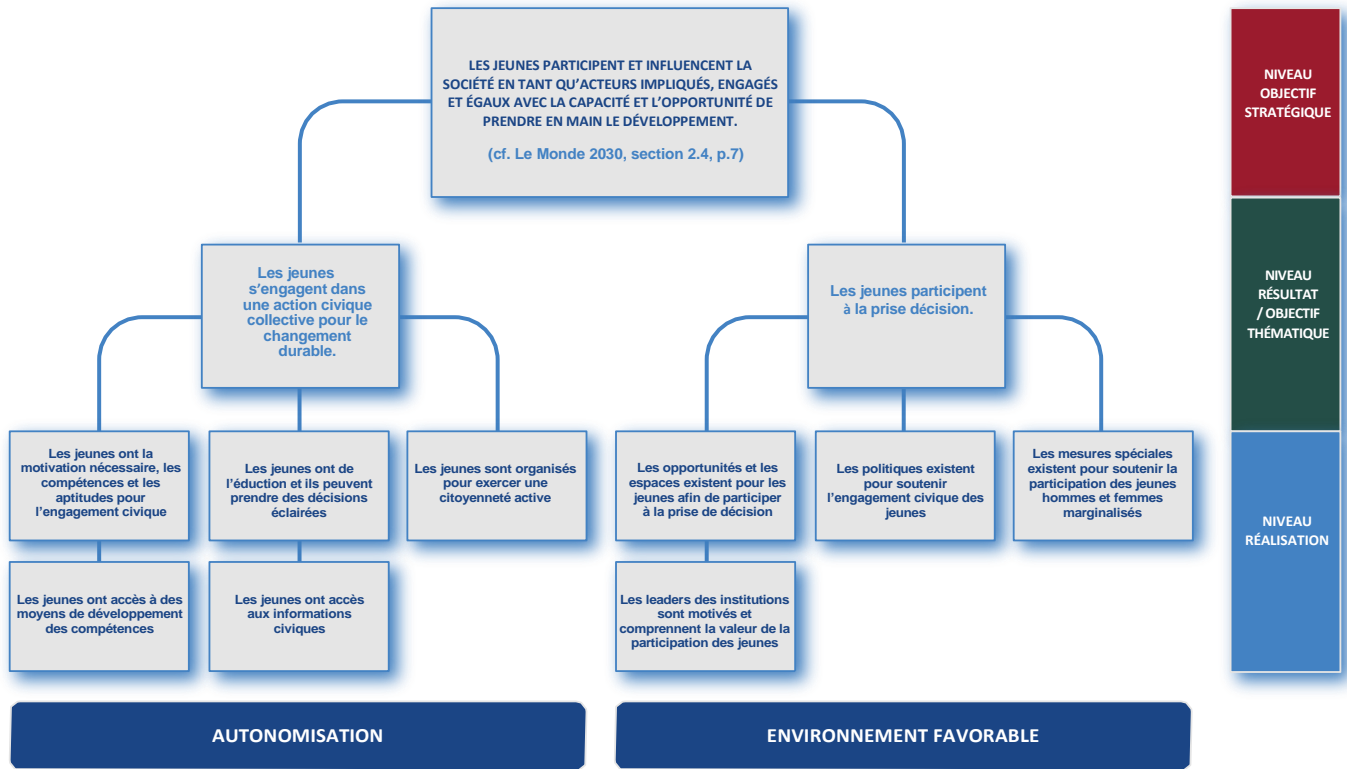 LES JEUNES PARTICIPENT ET INFLUENCENT LA
SOCIÉTÉ EN TANT QU’ACTEURS IMPLIQUÉS, ENGAGÉS
ET ÉGAUX AVEC LA CAPACITÉ ET L’OPPORTUNITÉ DE
PRENDRE EN MAIN LE DÉVELOPPEMENT.
(cf. Le Monde 2030, section 2.4, p.7)
NIVEAU
OBJECTIF
STRATÉGIQUE
Les jeunes
s’engagent dans
une action civique
collective pour le
changement
durable.
Les jeunes participent
à la prise décision.
NIVEAU
RÉSULTAT
/ OBJECTIF
THÉMATIQUE
Les jeunes ont la
motivation nécessaire, les
compétences et les
aptitudes pour
l’engagement civique
Les jeunes ont de
l’éduction et ils peuvent
prendre des décisions
éclairées
Les jeunes sont organisés
pour exercer une
citoyenneté active
Les opportunités et les
espaces existent pour les
jeunes afin de participer
à la prise de décision
Les politiques existent
pour soutenir
l’engagement civique des
jeunes
Les mesures spéciales
existent pour soutenir la
participation des jeunes
hommes et femmes
marginalisés
NIVEAU
RÉALISATION
Les jeunes ont accès à des
moyens de développement
des compétences
Les jeunes ont accès
aux informations
civiques
Les leaders des institutions
sont motivés et
comprennent la valeur de la
participation des jeunes
AUTONOMISATION
ENVIRONNEMENT FAVORABLE